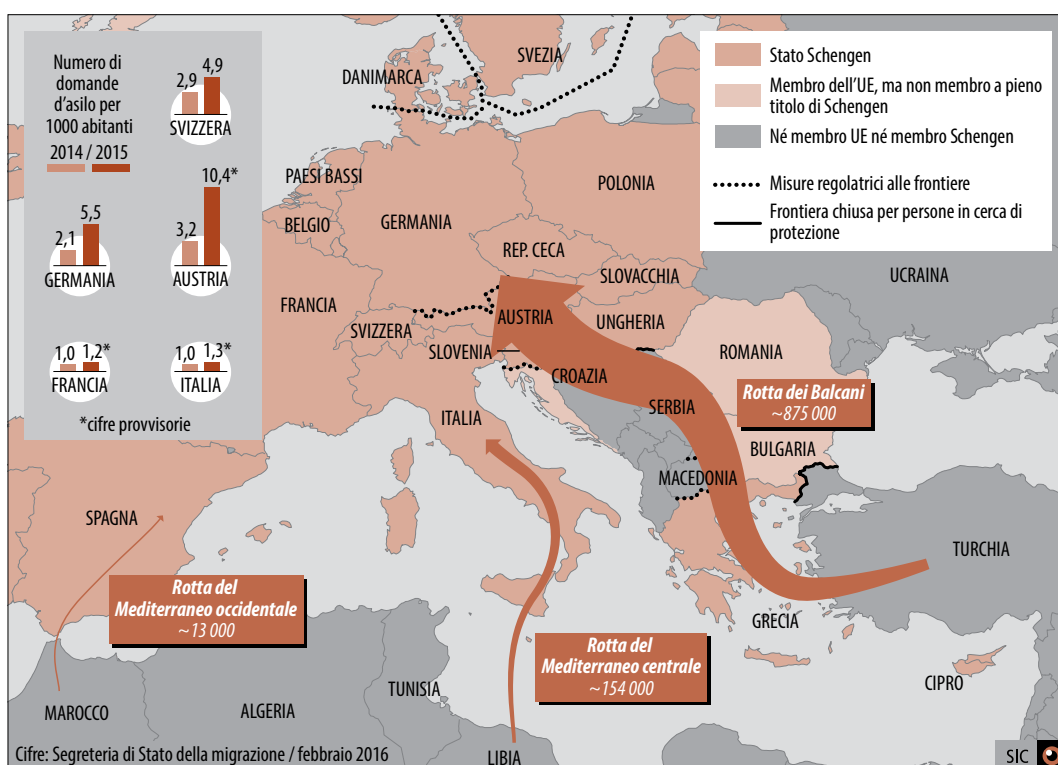 Numero di
domande
d'asilo per
1000 abitanti
2014 / 2015
2,9
4,9
SVIZZERA
2,1
5,5
GERMANIA
3,2
10,4*
AUSTRIA
1,0
1,2*
FRANCIA
1,0
1,3*
ITALIA
*cifre provvisorie
Stato Schengen
Membro dell'UE, ma non membro a pieno
titolo di Schengen
Né membro UE né membro Schengen
Misure regolatrici alle frontiere
Frontiera chiusa per persone in cerca di
protezione
SVEZIA
DANIMARCA
PAESI BASSI
POLONIA
BELGIO
GERMANIA
REP. CECA
SLOVACCHIA
UCRAINA
FRANCIA
AUSTRIA
UNGHERIA
SVIZZERA
SLOVENIA
ROMANIA
CROAZIA
Rotta dei Balcani
~875 000
SERBIA
ITALIA
BULGARIA
MACEDONIA
SPAGNA
TURCHIA
Rotta del
Mediterraneo occidentale
~13 000
GRECIA
Rotta del
Mediterraneo centrale
~154 000
CIPRO
TUNISIA
MAROCCO
ALGERIA
LIBIA
Cifre: Segreteria di Stato della migrazione / febbraio 2016
SIC